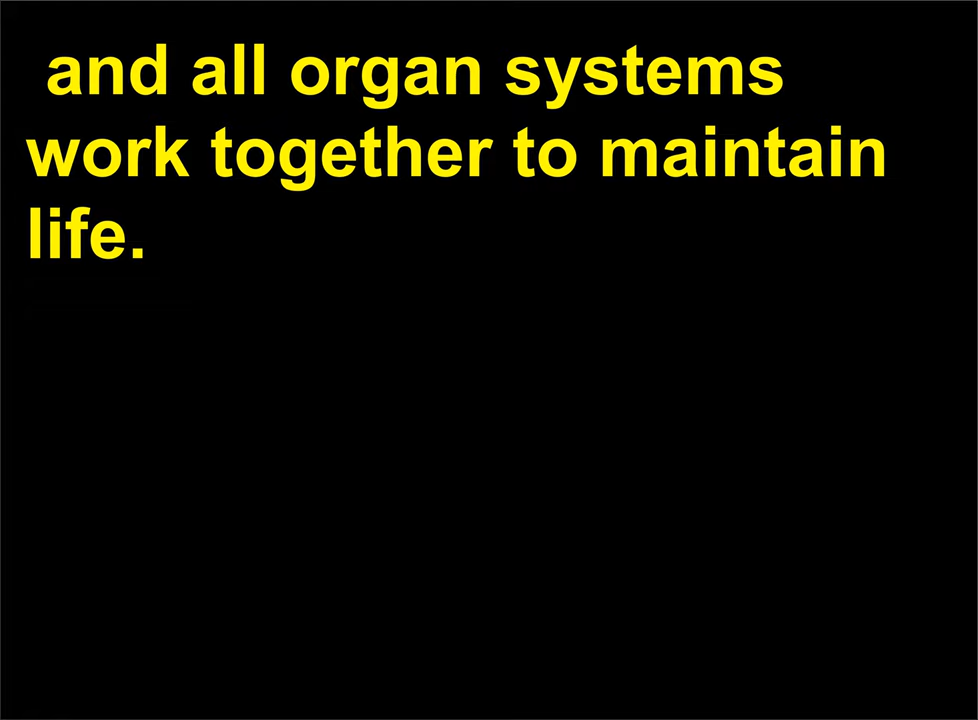 and all organ systems
work together to maintain
life.